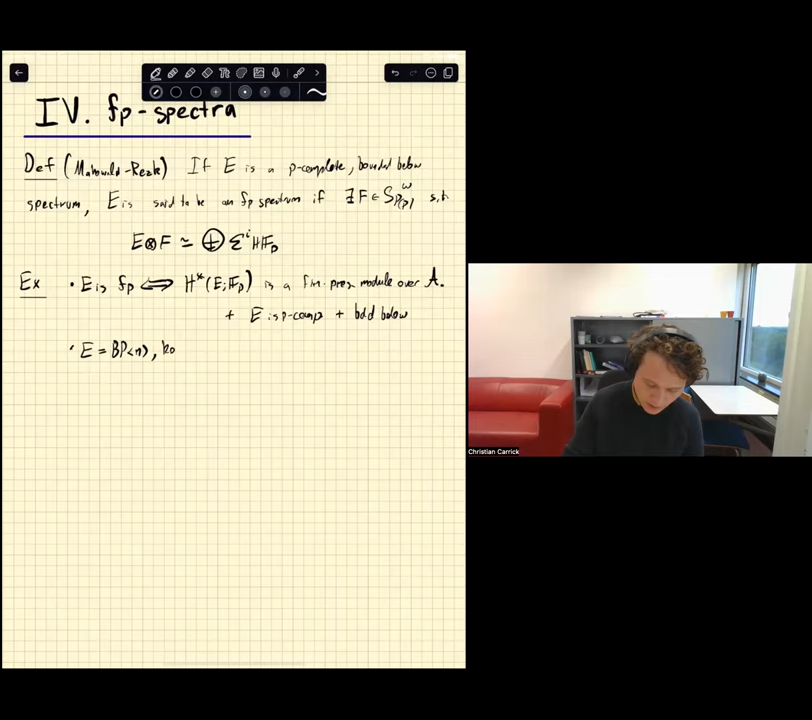 IV. fp-spectra
Def (Mahowald-Rezk) If E is a p-complete, bounded below
spectrum, E is said to be an fp spectrum if ∃ F ∈ Sp_(p)^ω s.t.
E⊗F ≃ ⊕ Σ^i HF_p
Ex • E is fp ⟺ H*(E; F_p) is a fin. pres. module over A.
+ E is p-comp + bdd below
• E = BP<n>, ko
Christian Carrick